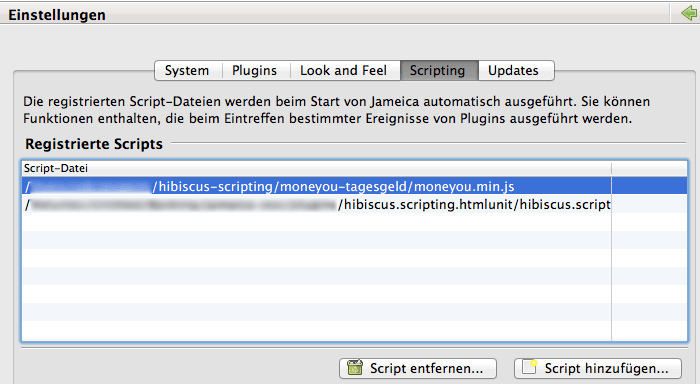 Einstellungen
System Plugins Look and Feel Scripting Updates
Die registrierten Script-Dateien werden beim Start von Jameica automatisch ausgeführt. Sie können
Funktionen enthalten, die beim Eintreffen bestimmter Ereignisse von Plugins ausgeführt werden.
Registrierte Scripts
Script-Datei
/ /hibiscus-scripting/moneyou-tagesgeld/moneyou.min.js
/ /hibiscus.scripting.htmlunit/hibiscus.script
Script entfernen... Script hinzufügen...